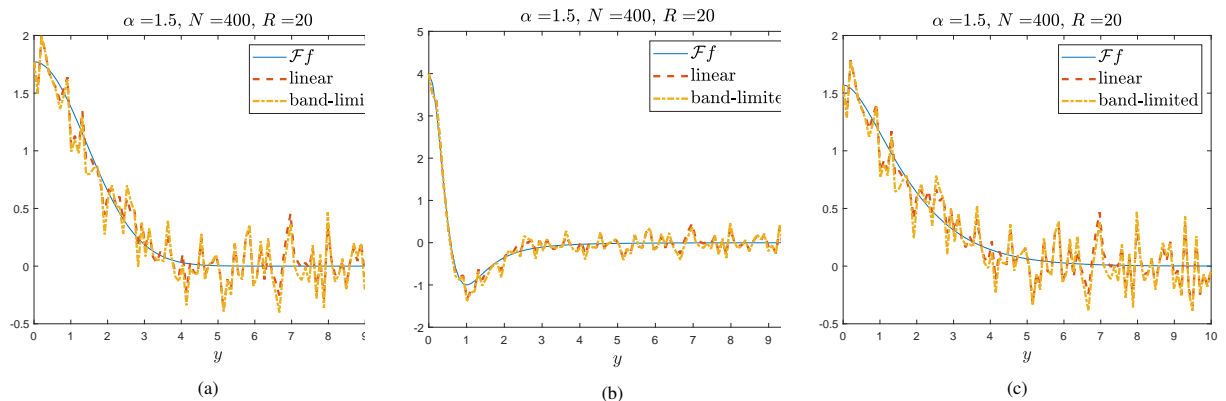 α =1.5, N =400, R =20
2
1.5
1
0.5
0
-0.5
0 1 2 3 4 5 6 7 8 9
y
ℱf
linear
band-limi
(a)
α =1.5, N =400, R =20
5
4
3
2
1
0
-1
-2
0 1 2 3 4 5 6 7 8 9
y
ℱf
linear
band-limite
(b)
α =1.5, N =400, R =20
2
1.5
1
0.5
0
-0.5
0 1 2 3 4 5 6 7 8 9 10
y
ℱf
linear
band-limited
(c)